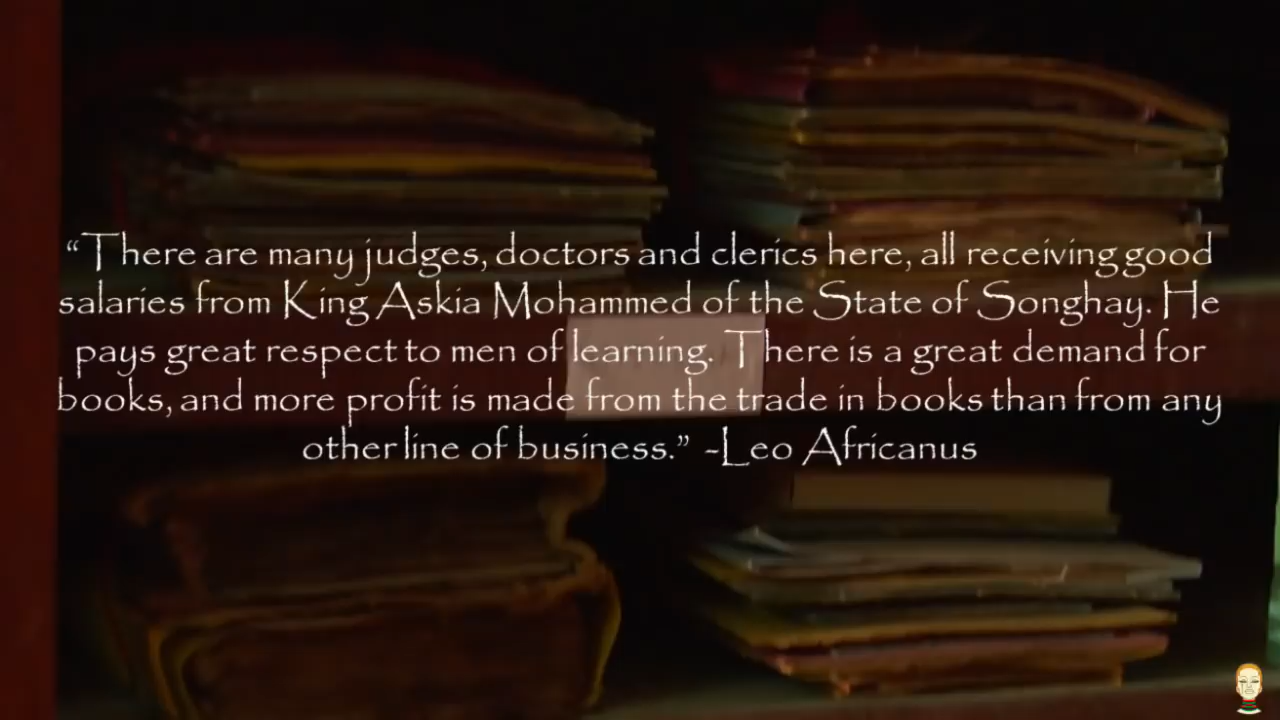 “There are many judges, doctors and clerics here, all receiving good
salaries from King Askia Mohammed of the State of Songhay. He
pays great respect to men of learning. There is a great demand for
books, and more profit is made from the trade in books than from any
other line of business.” -Leo Africanus